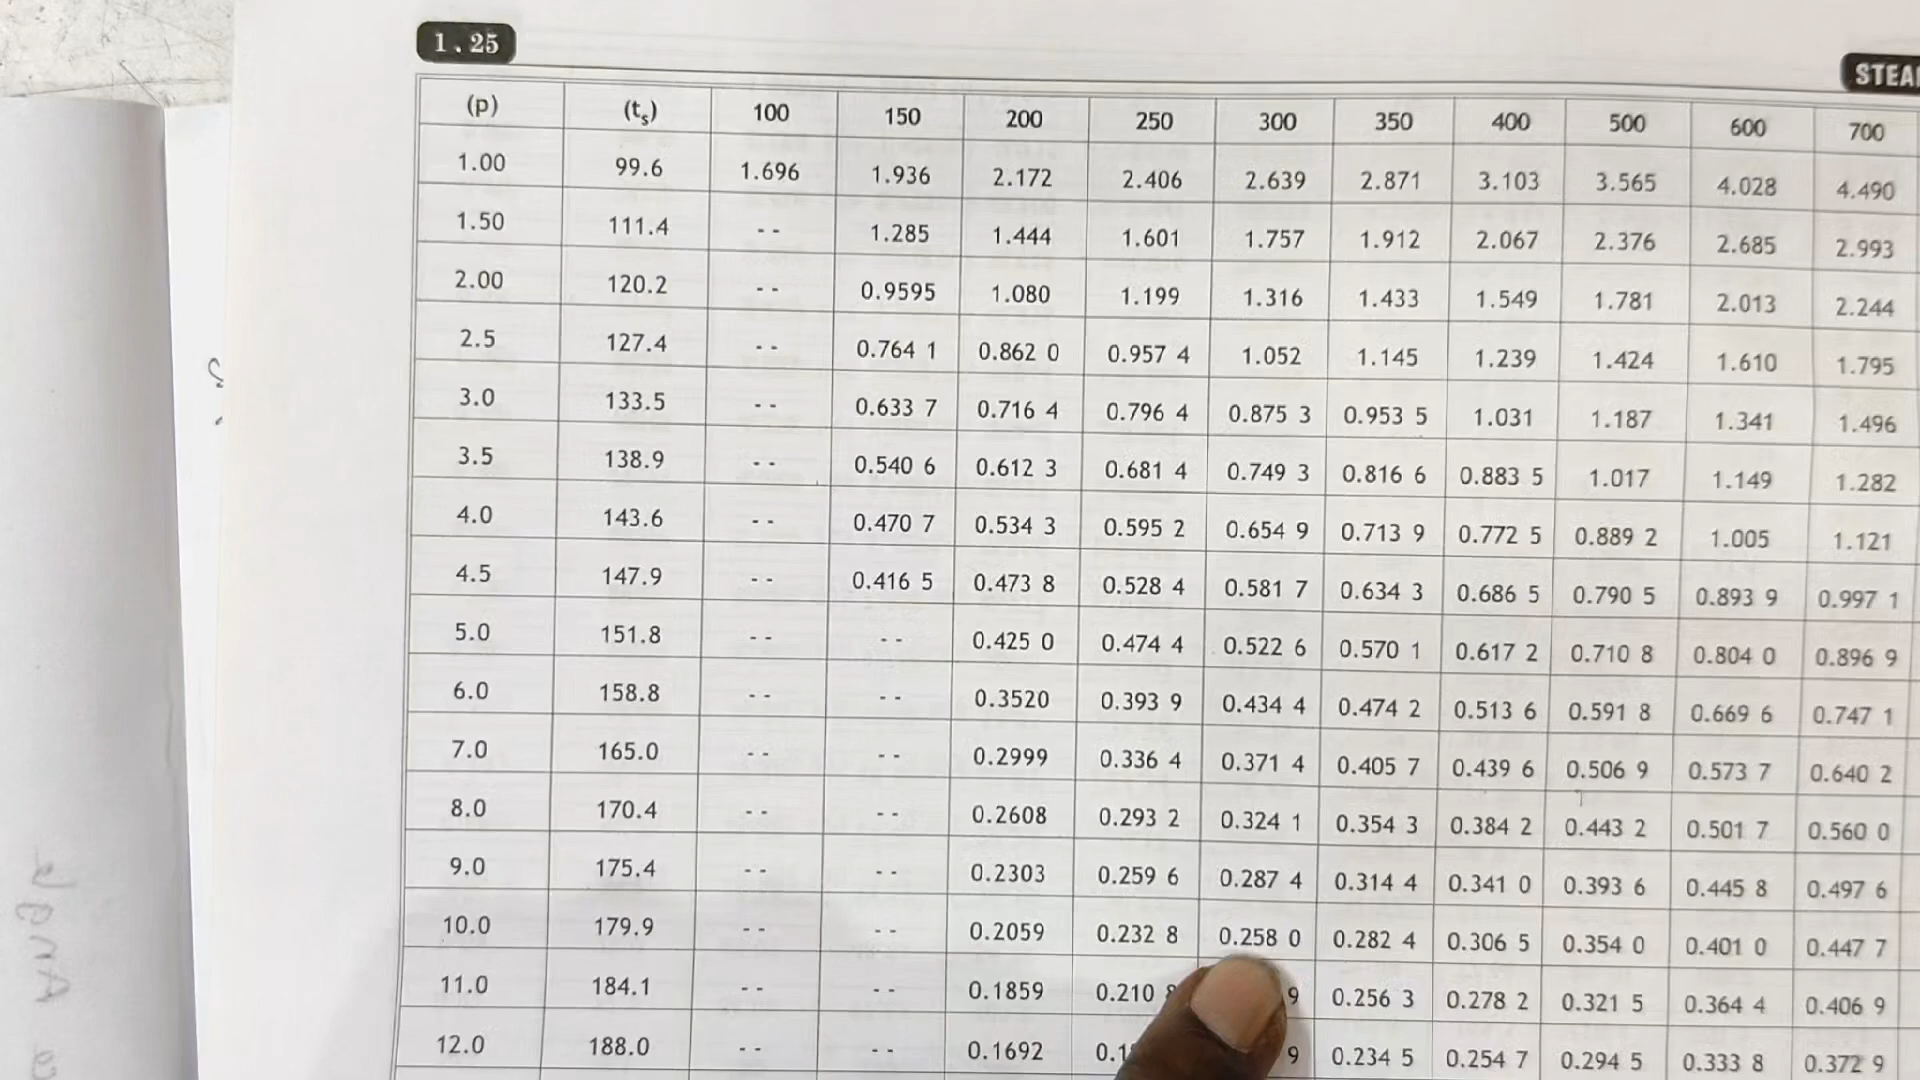 1.25
STEA
(p) (ts) 100 150 200 250 300 350 400 500 600 700
1.00 99.6 1.696 1.936 2.172 2.406 2.639 2.871 3.103 3.565 4.028 4.490
1.50 111.4 -- 1.285 1.444 1.601 1.757 1.912 2.067 2.376 2.685 2.993
2.00 120.2 -- 0.9595 1.080 1.199 1.316 1.433 1.549 1.781 2.013 2.244
2.5 127.4 -- 0.764 1 0.862 0 0.957 4 1.052 1.145 1.239 1.424 1.610 1.795
3.0 133.5 -- 0.633 7 0.716 4 0.796 4 0.875 3 0.953 5 1.031 1.187 1.341 1.496
3.5 138.9 -- 0.540 6 0.612 3 0.681 4 0.749 3 0.816 6 0.883 5 1.017 1.149 1.282
4.0 143.6 -- 0.470 7 0.534 3 0.595 2 0.654 9 0.713 9 0.772 5 0.889 2 1.005 1.121
4.5 147.9 -- 0.416 5 0.473 8 0.528 4 0.581 7 0.634 3 0.686 5 0.790 5 0.893 9 0.997 1
5.0 151.8 -- -- 0.425 0 0.474 4 0.522 6 0.570 1 0.617 2 0.710 8 0.804 0 0.896 9
6.0 158.8 -- -- 0.3520 0.393 9 0.434 4 0.474 2 0.513 6 0.591 8 0.669 6 0.747 1
7.0 165.0 -- -- 0.2999 0.336 4 0.371 4 0.405 7 0.439 6 0.506 9 0.573 7 0.640 2
8.0 170.4 -- -- 0.2608 0.293 2 0.324 1 0.354 3 0.384 2 0.443 2 0.501 7 0.560 0
9.0 175.4 -- -- 0.2303 0.259 6 0.287 4 0.314 4 0.341 0 0.393 6 0.445 8 0.497 6
10.0 179.9 -- -- 0.2059 0.232 8 0.258 0 0.282 4 0.306 5 0.354 0 0.401 0 0.447 7
11.0 184.1 -- -- 0.1859 0.210 9 0.256 3 0.278 2 0.321 5 0.364 4 0.406 9
12.0 188.0 -- -- 0.1692 0.1 9 0.234 5 0.254 7 0.294 5 0.333 8 0.372 9